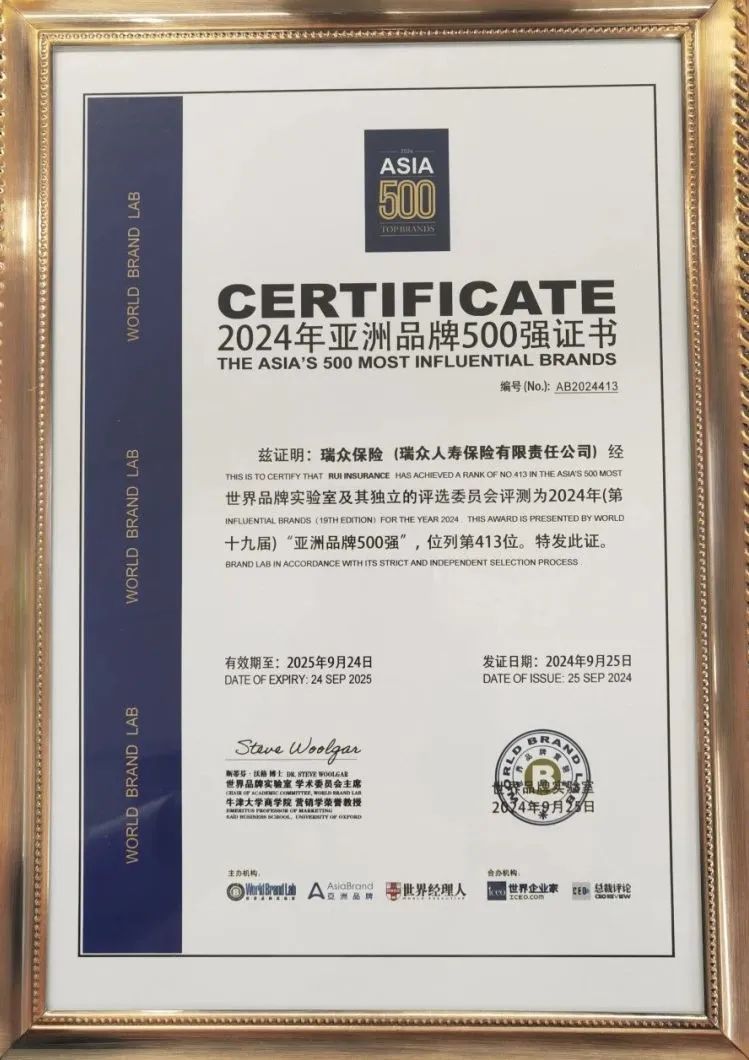 2024
ASIA
500
TOP BRANDS
CERTIFICATE
2024年亚洲品牌500强证书
THE ASIA'S 500 MOST INFLUENTIAL BRANDS
编号(No.): AB2024413
兹证明：瑞众保险（瑞众人寿保险有限责任公司）经
THIS IS TO CERTIFY THAT RUI INSURANCE HAS ACHIEVED A RANK OF NO 413 IN THE ASIA'S 500 MOST
世界品牌实验室及其独立的评选委员会评测为2024年(第
INFLUENTIAL BRANDS (19TH EDITION) FOR THE YEAR 2024. THIS AWARD IS PRESENTED BY WORLD
十九届)“亚洲品牌500强”，位列第413位。特发此证。
BRAND LAB IN ACCORDANCE WITH ITS STRICT AND INDEPENDENT SELECTION PROCESS.
有效期至：2025年9月24日
DATE OF EXPIRY: 24 SEP 2025
发证日期：2024年9月25日
DATE OF ISSUE: 25 SEP 2024
Steve Woolgar
斯蒂芬·沃格 博士 DR. STEVE WOOLGAR
世界品牌实验室 学术委员会主席
CHAIR OF ACADEMIC COMMITTEE, WORLD BRAND LAB
牛津大学商学院 营销学荣誉教授
EMERITUS PROFESSOR OF MARKETING
SAID BUSINESS SCHOOL, UNIVERSITY OF OXFORD
WORLD BRAND LAB
B
世界品牌实验室
2024年9月25日
主办机构：
World Brand Lab
AsiaBrand
亚洲品牌
世界经理人
WORLD EXECUTIVE
合办机构：
iceo
世界企业家
ICEO.COM
CEO
总裁评论
CEO REVIEW
WORLD BRAND LAB
WORLD BRAND LAB
WORLD BRAND LAB